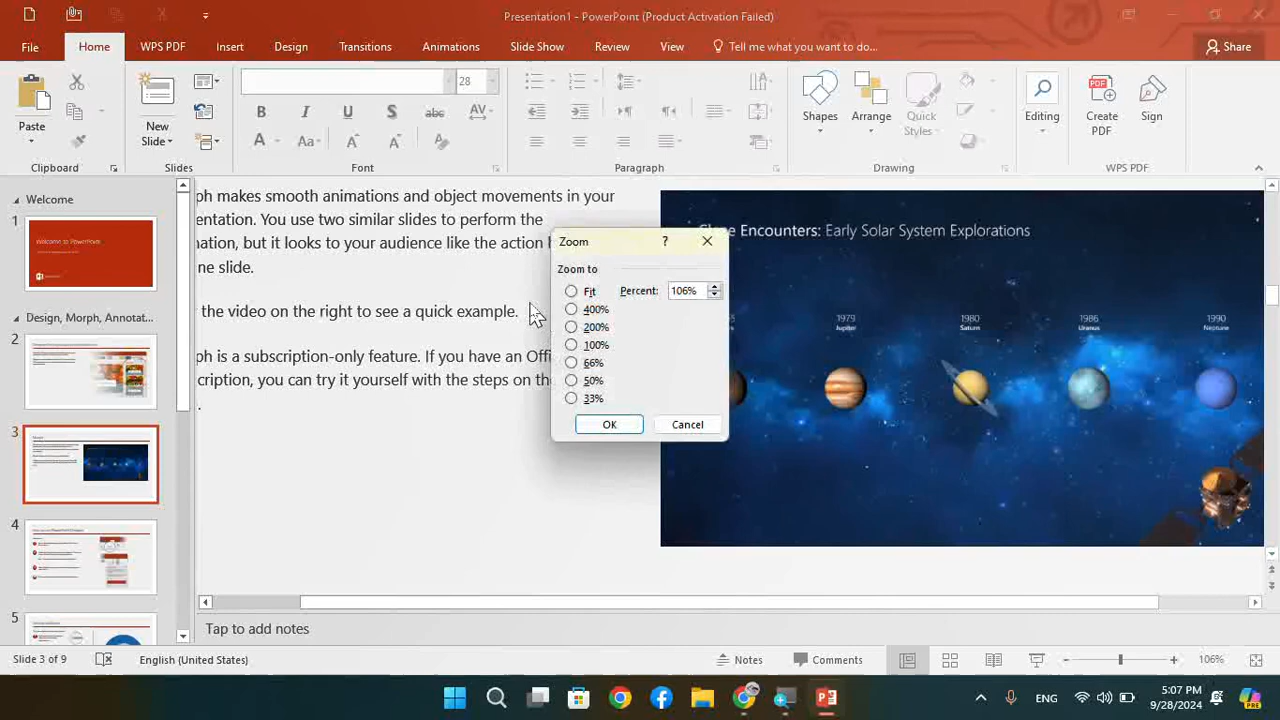 Presentation1 - PowerPoint (Product Activation Failed)
File Home WPS PDF Insert Design Transitions Animations Slide Show Review View Tell me what you want to do... Share
28
Paste
New Slide
Shapes
Arrange
Quick Styles
Editing
Create PDF
Sign
Clipboard Slides Font Paragraph Drawing WPS PDF
Welcome
1
Welcome to PowerPoint
Design, Morph, Annotat...
2
3
4
5
ph makes smooth animations and object movements in your
entation. You use two similar slides to perform the
nation, but it looks to your audience like the action
ne slide.
the video on the right to see a quick example.
ph is a subscription-only feature. If you have an Offi
cription, you can try it yourself with the steps on th
.
Encounters: Early Solar System Explorations
1979
Jupiter
1980
Saturn
1986
Uranus
1990
Neptune
Zoom ?
Zoom to
Fit Percent: 106%
400%
200%
100%
66%
50%
33%
OK Cancel
Tap to add notes
Slide 3 of 9 English (United States) Notes Comments 106%
ENG
5:07 PM
9/28/2024
PRE